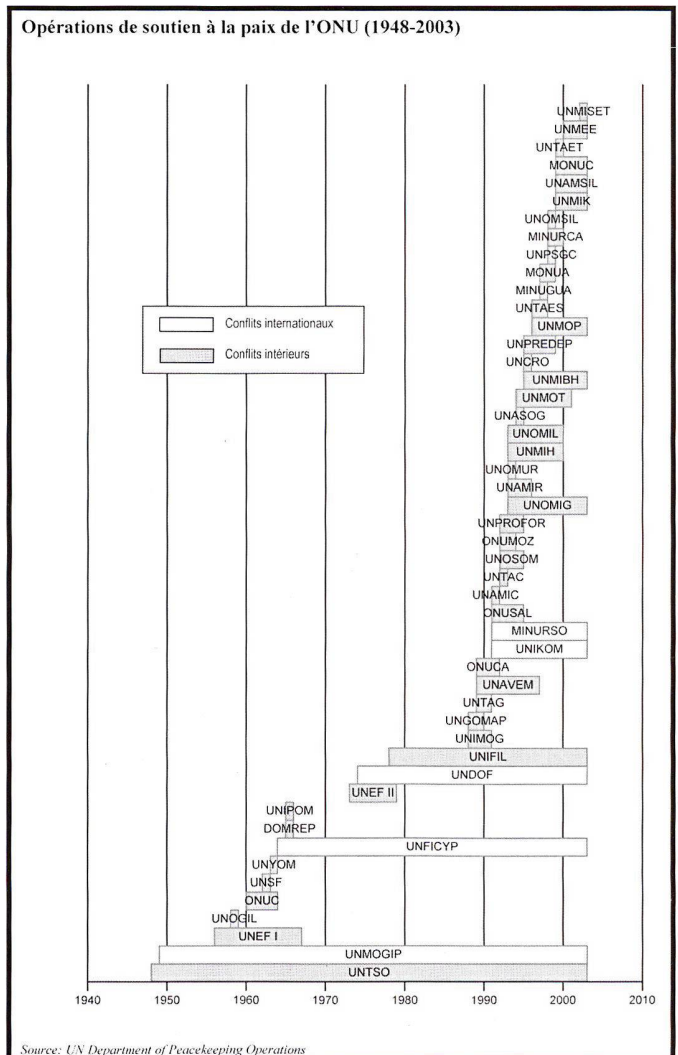 Opérations de soutien à la paix de l’ONU (1948-2003)
UNMISET
UNMEE
UNTAET
MONUC
UNAMSIL
UNMIK
UNOMSIL
MINURCA
UNPSGC
MONUA
MINUGUA
UNTAES
UNMOP
Conflits internationaux
Conflits intérieurs
UNPREDEP
UNCRO
UNMIBH
UNMOT
UNASOG
UNOMIL
UNMIH
UNOMUR
UNAMIR
UNOMIG
UNPROFOR
ONUMOZ
UNOSOM
UNTAC
UNAMIC
ONUSAL
MINURSO
UNIKOM
ONUCA
UNAVEM
UNTAG
UNGOMAP
UNIMOG
UNIFIL
UNDOF
UNEF II
UNIPOM
DOMREP
UNFICYP
UNYOM
UNSF
ONUC
UNOGIL
UNEF I
UNMOGIP
UNTSO
1940 1950 1960 1970 1980 1990 2000 2010
Source: UN Department of Peacekeeping Operations